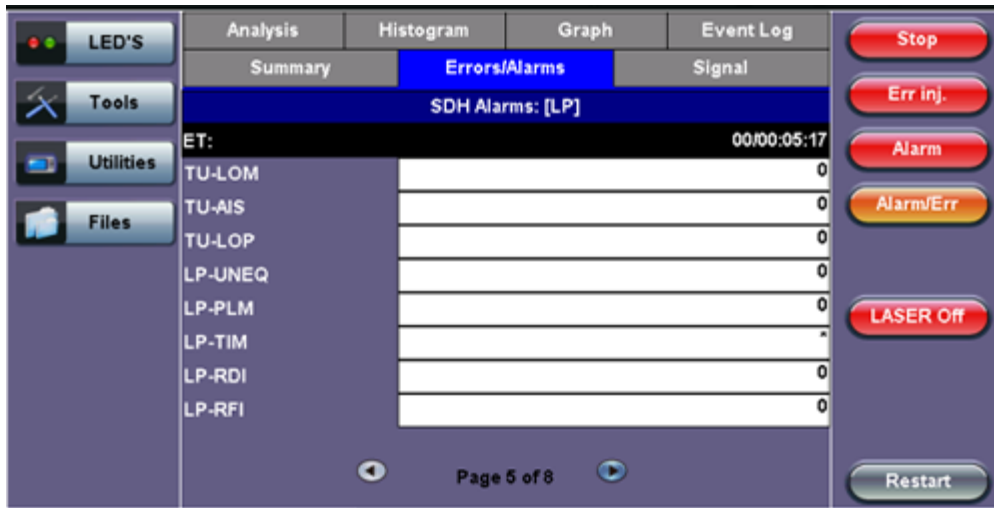 LED'S
Tools
Utilities
Files
Analysis Histogram Graph Event Log
Summary Errors/Alarms Signal
SDH Alarms: [LP]
ET: 00/00:05:17
TU-LOM 0
TU-AIS 0
TU-LOP 0
LP-UNEQ 0
LP-PLM 0
LP-TIM *
LP-RDI 0
LP-RFI 0
Page 5 of 8
Stop
Err inj.
Alarm
Alarm/Err
LASER Off
Restart